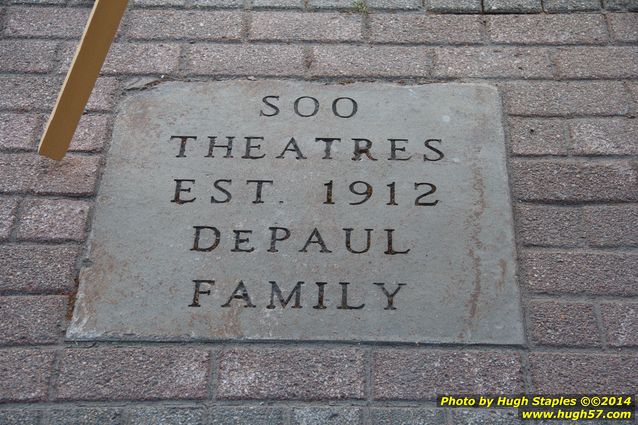 SOO
THEATRES
EST. 1912
DEPAUL
FAMILY
Photo by Hugh Staples ©©2014
www.hugh57.com